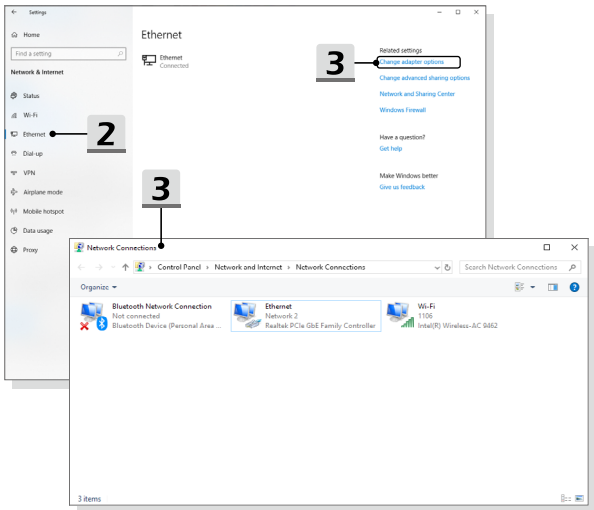 Settings
Home
Find a setting
Network & Internet
Status
Wi-Fi
Ethernet
Dial-up
VPN
Airplane mode
Mobile hotspot
Data usage
Proxy
2
Ethernet
Ethernet
Connected
3
Related settings
Change adapter options
Change advanced sharing options
Network and Sharing Center
Windows Firewall
Have a question?
Get help
Make Windows better
Give us feedback
3
Network Connections
Control Panel › Network and Internet › Network Connections
Search Network Connections
Organize
Bluetooth Network Connection
Not connected
Bluetooth Device (Personal Area ...
Ethernet
Network 2
Realtek PCIe GbE Family Controller
Wi-Fi
1106
Intel(R) Wireless-AC 9462
3 items